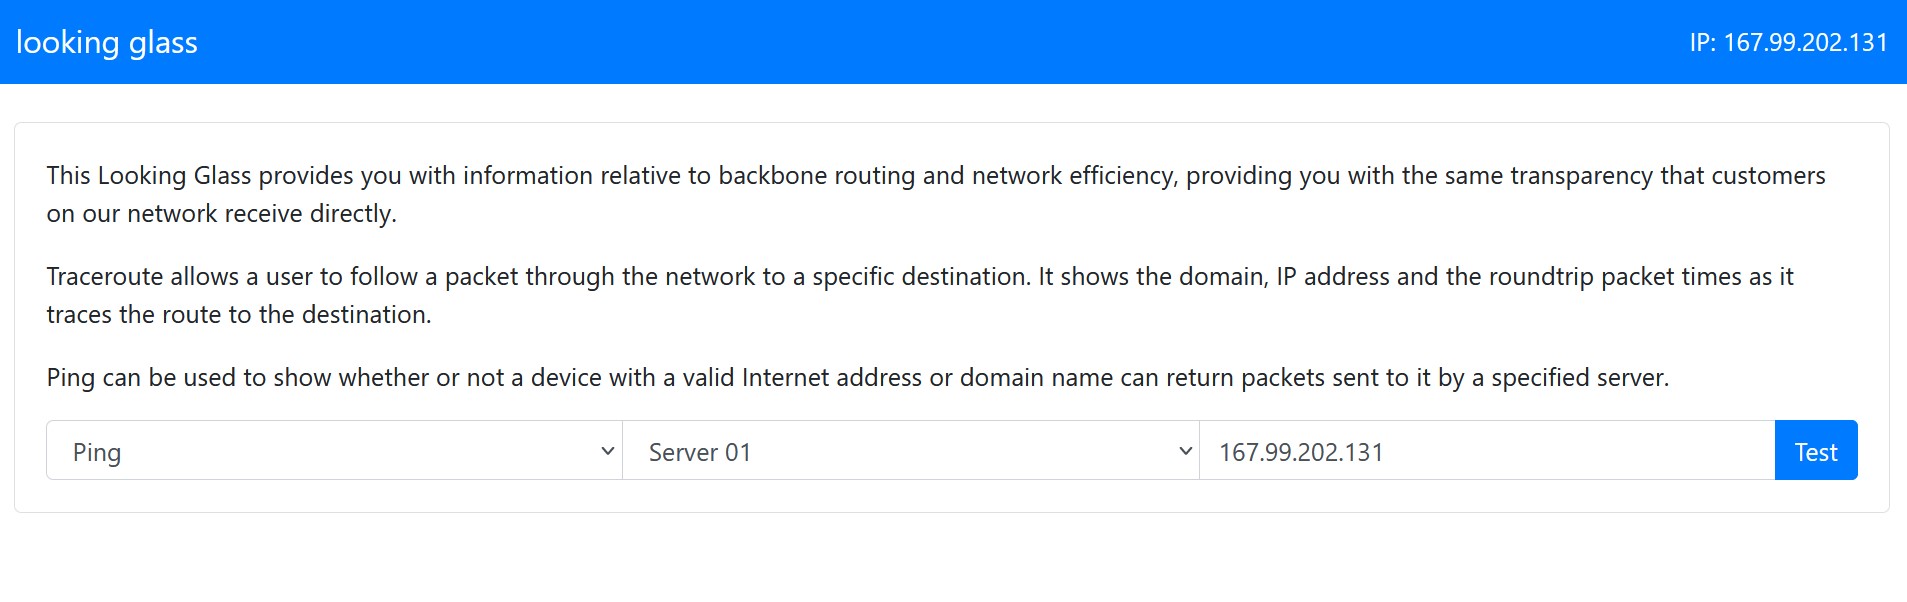 looking glass
IP: 167.99.202.131
This Looking Glass provides you with information relative to backbone routing and network efficiency, providing you with the same transparency that customers
on our network receive directly.
Traceroute allows a user to follow a packet through the network to a specific destination. It shows the domain, IP address and the roundtrip packet times as it
traces the route to the destination.
Ping can be used to show whether or not a device with a valid Internet address or domain name can return packets sent to it by a specified server.
Ping
Server 01
167.99.202.131
Test